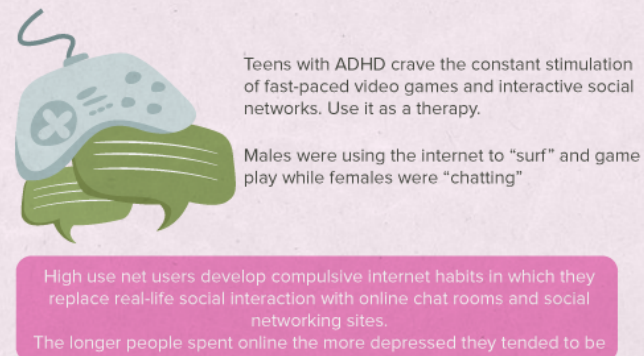 Teens with ADHD crave the constant stimulation
of fast-paced video games and interactive social
networks. Use it as a therapy.
Males were using the internet to “surf” and game
play while females were “chatting”
High use net users develop compulsive internet habits in which they
replace real-life social interaction with online chat rooms and social
networking sites.
The longer people spent online the more depressed they tended to be